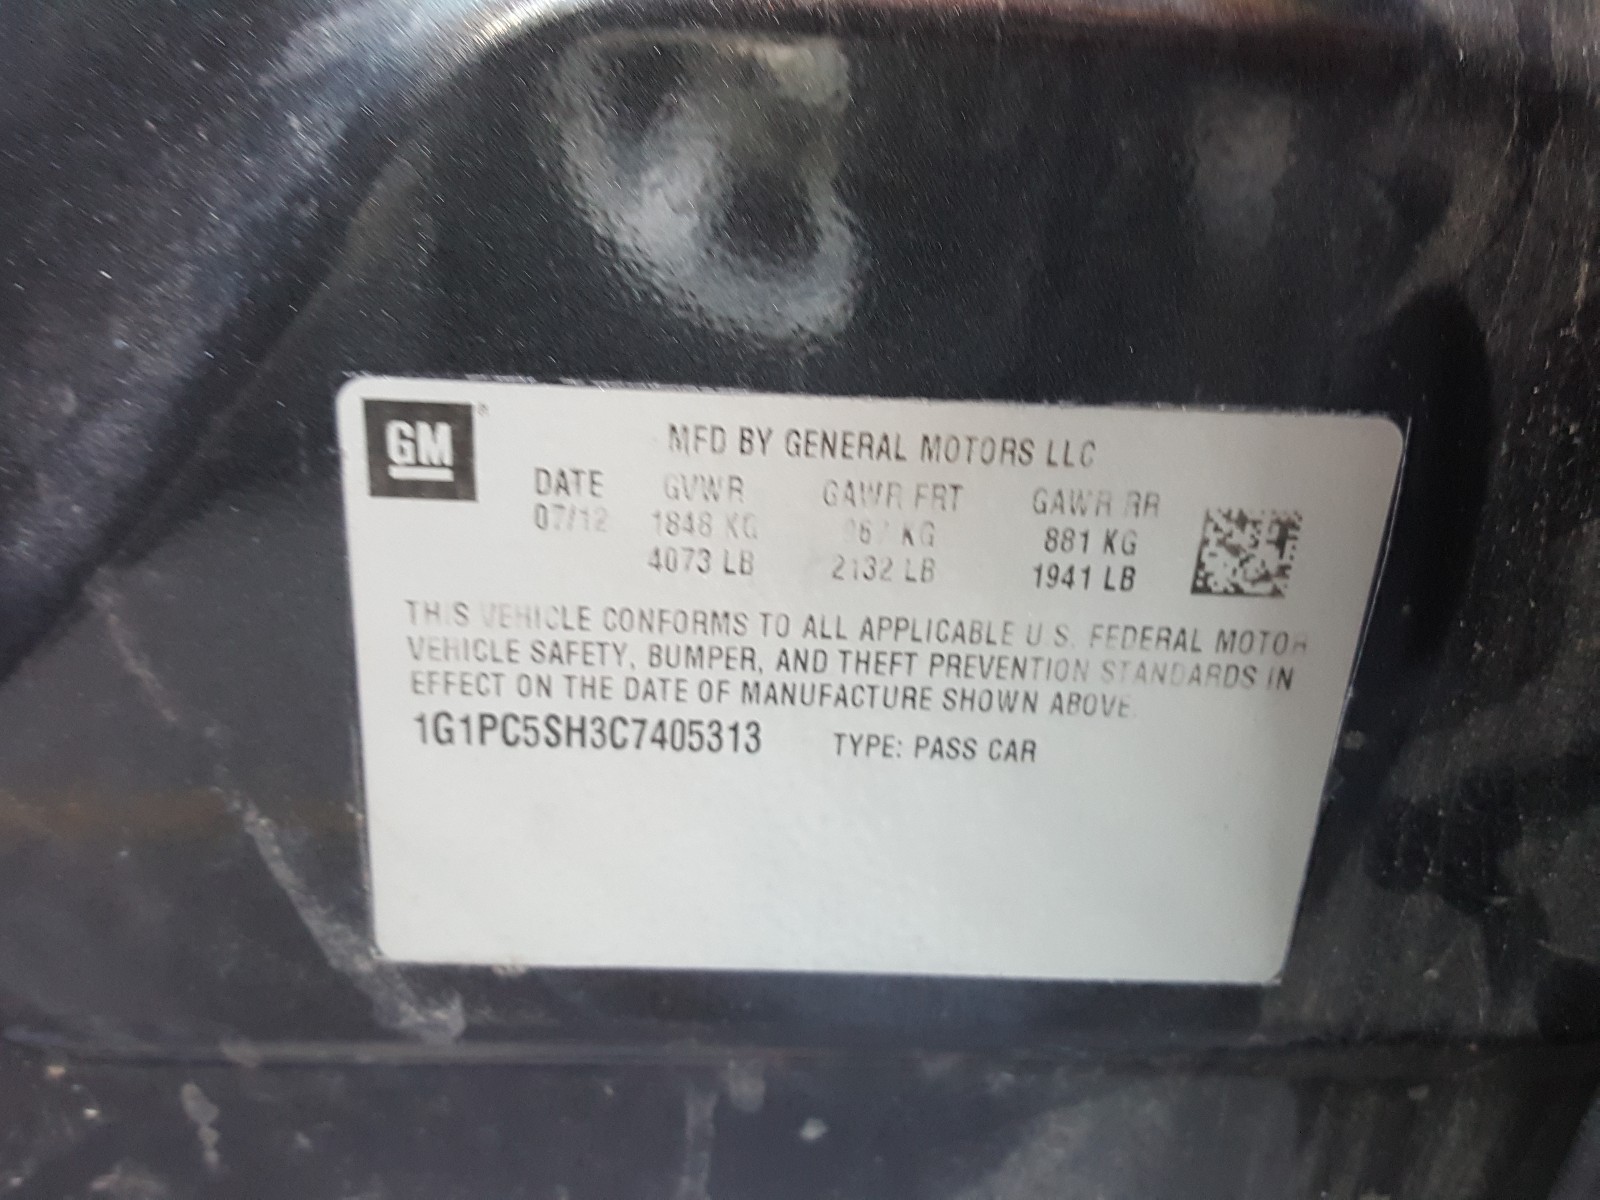 GM®
MFD BY GENERAL MOTORS LLC
DATE GVWR GAWR FRT GAWR RR
07/12 1848 KG KG 881 KG
4073 LB 2132 LB 1941 LB
THIS VEHICLE CONFORMS TO ALL APPLICABLE U.S. FEDERAL MOTOR
VEHICLE SAFETY, BUMPER, AND THEFT PREVENTION STANDARDS IN
EFFECT ON THE DATE OF MANUFACTURE SHOWN ABOVE.
1G1PC5SH3C7405313 TYPE: PASS CAR